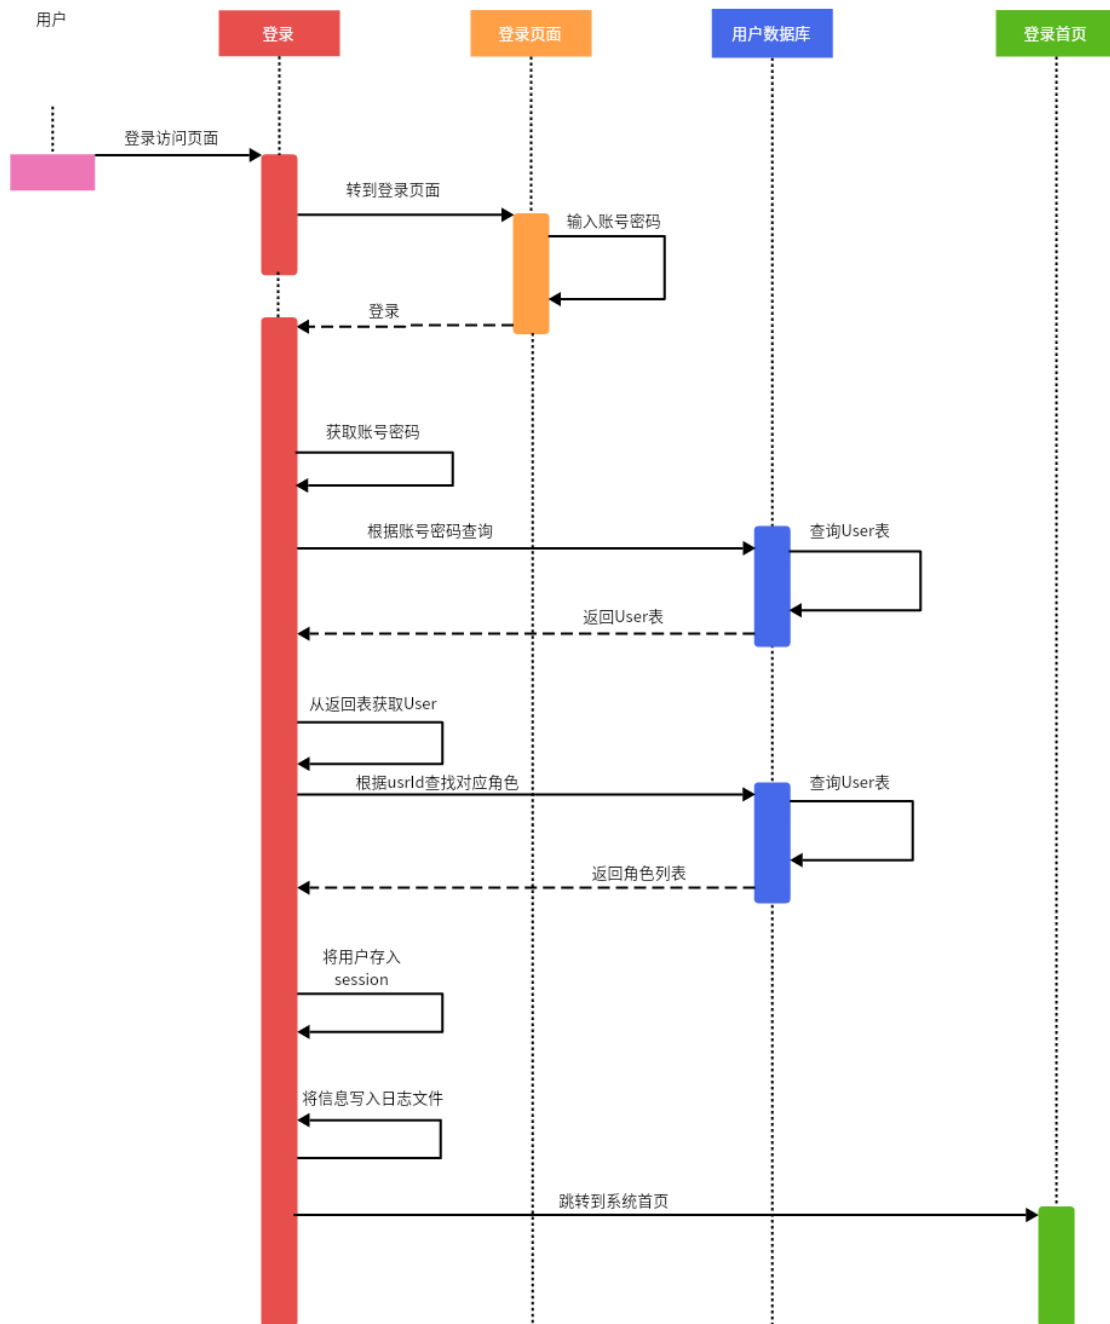 用户
登录
登录页面
用户数据库
登录首页
登录访问页面
转到登录页面
输入账号密码
登录
获取账号密码
根据账号密码查询
查询User表
返回User表
从返回表获取User
根据usrId查找对应角色
查询User表
返回角色列表
将用户存入
session
将信息写入日志文件
跳转到系统首页